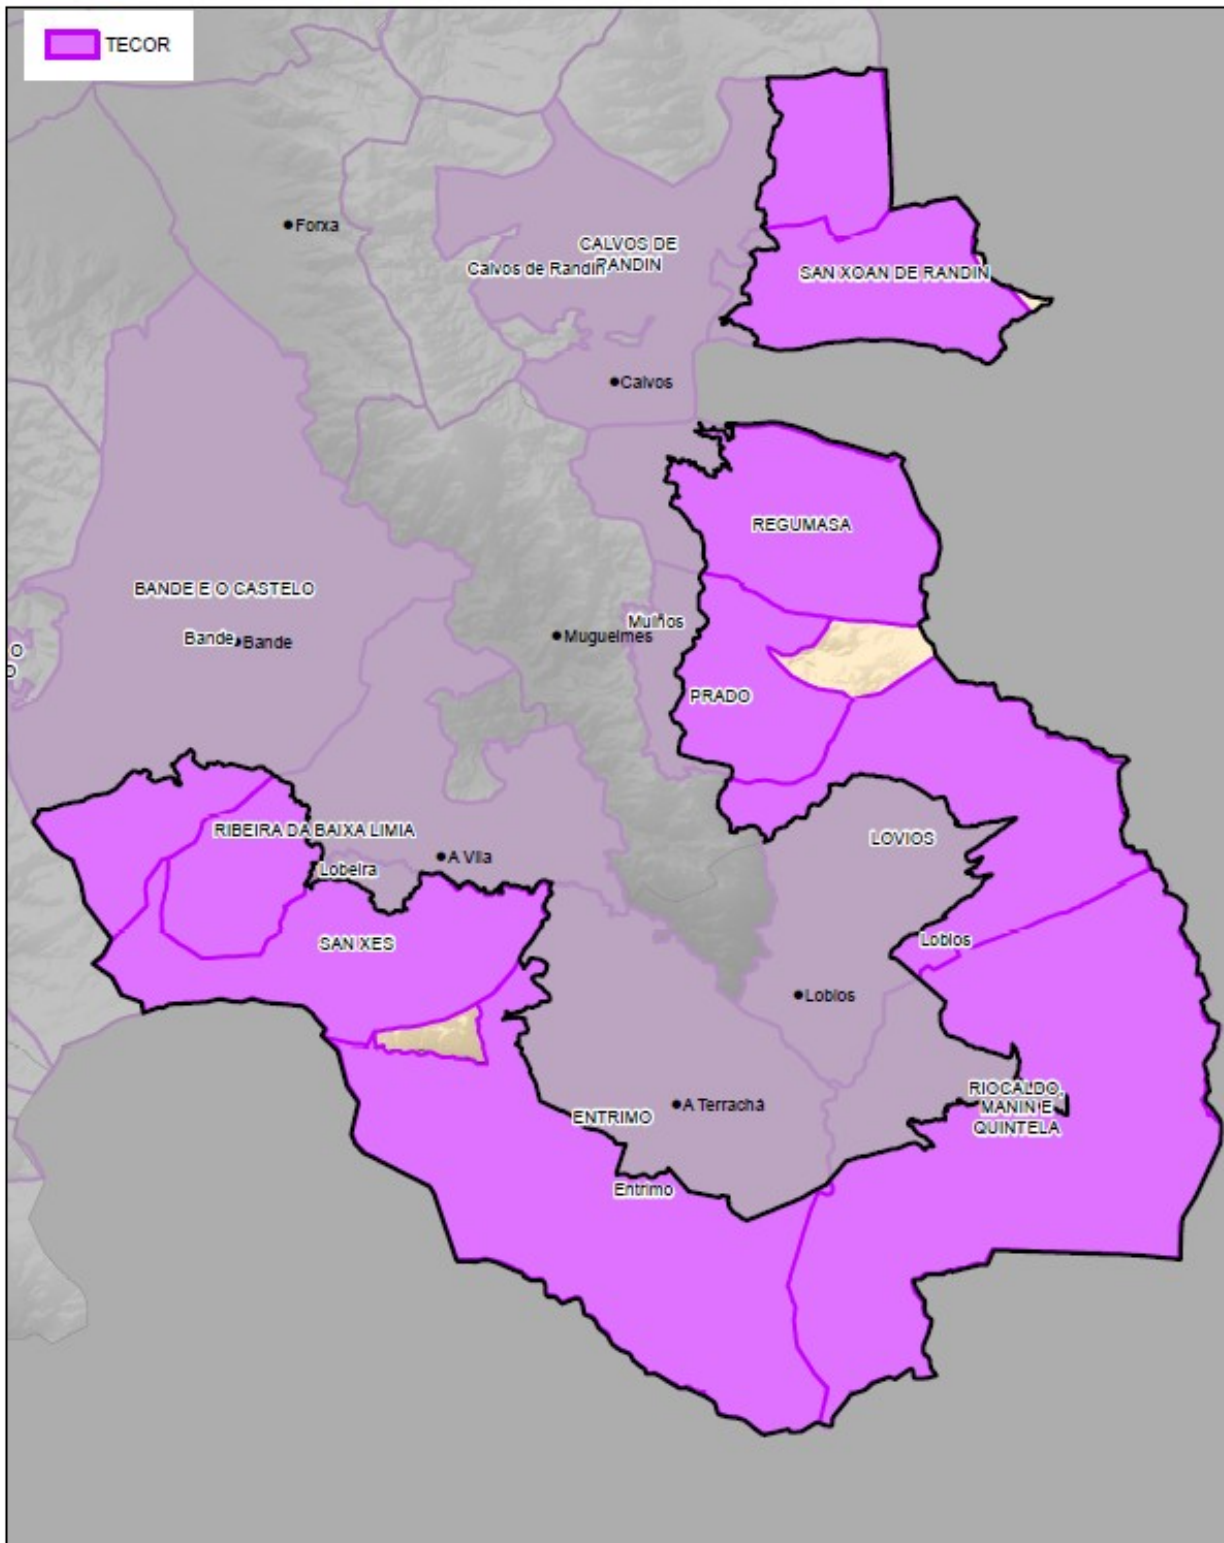 TECOR
Forxa
CALVOS DE
RANDIN
Calvos de Randin
SAN XOAN DE RANDIN
Calvos
REGUMASA
BANDE E O CASTELO
Muíños
Bande
Bande
Muguelmes
O
O
PRADO
RIBEIRA DA BAIXA LIMIA
LOVIOS
A Vila
Lobeira
SAN XES
Lobios
Lobios
RIOCALDO,
MANIN E
QUINTELA
ENTRIMO
A Terrachá
Entrimo